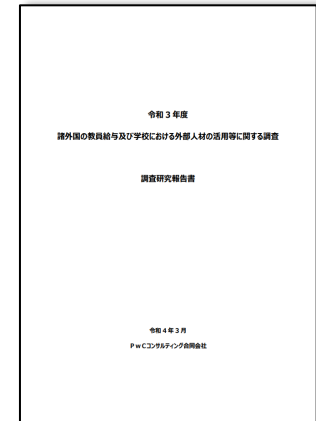 令和 3 年度
諸外国の教員給与及び学校における外部人材の活用等に関する調査
調査研究報告書
令和 4 年 3 月
PwCコンサルティング合同会社